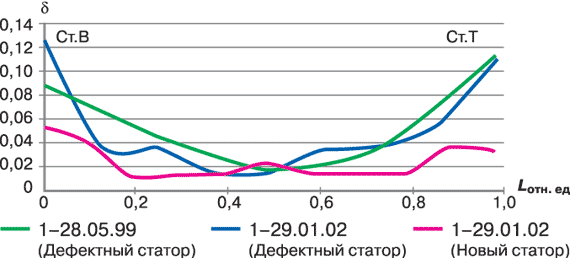 δ
0,14
Ст.В
Ст.Т
0,12
0,10
0,08
0,06
0,04
0,02
0
Lотн. ед
0
0,2
0,4
0,6
0,8
1,0
1–28.05.99
(Дефектный статор)
1–29.01.02
(Дефектный статор)
1–29.01.02
(Новый статор)